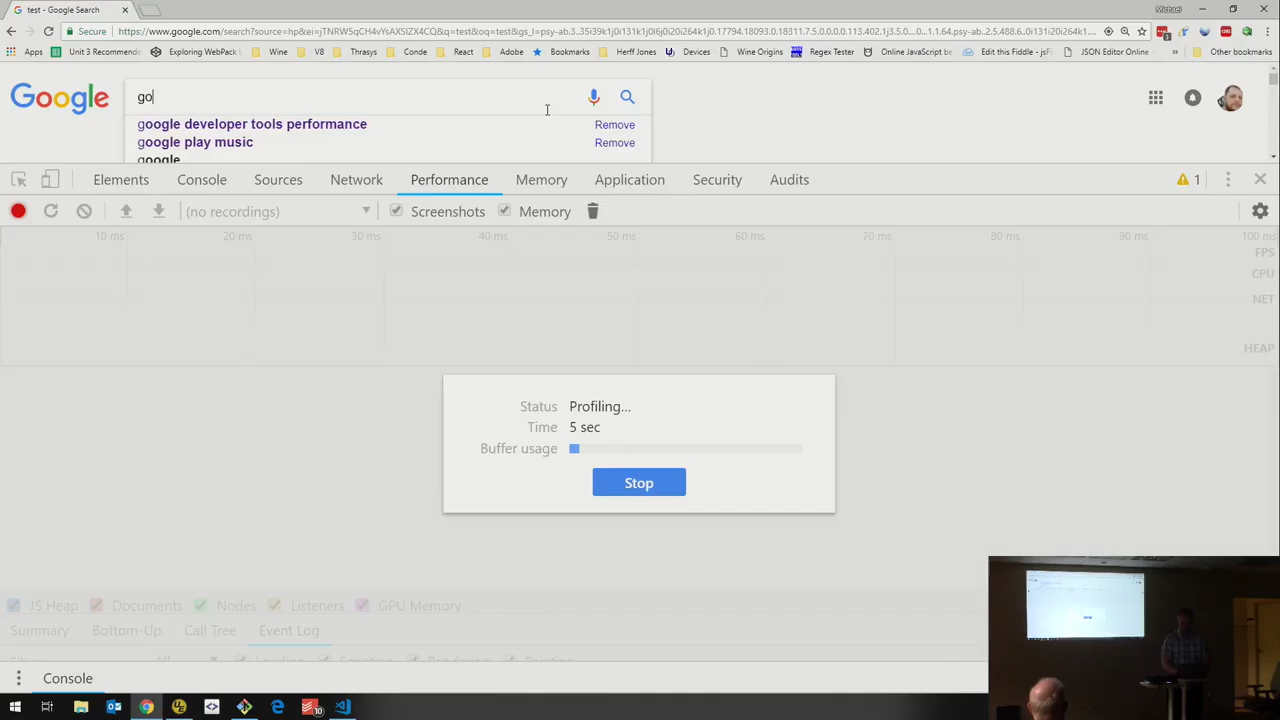 test - Google Search
Michael
Secure
https://www.google.com/search?source=hp&ei=jTNRW5qCH4vYsAXSlZX4CQ&q=test&oq=test&gs_l=psy-ab.3..35i39k1j0i131k1j0l6j0i20i264k1j0.17794.18093.0.18311.7.5.0.0.0.0.113.402.1j3.5.0....0...1.1.64.psy-ab..2.5.488.6..0i131i20i264k1...
Apps
Unit 3 Recommende
Exploring WebPack
Wine
V8
Thrasys
Conde
React
Adobe
Bookmarks
Herff Jones
Devices
Wine Origins
Regex Tester
Online JavaScript be
Edit this Fiddle - jsFi
JSON Editor Online -
»
Other bookmarks
Google
go
google developer tools performance
Remove
google play music
Remove
google
Elements
Console
Sources
Network
Performance
Memory
Application
Security
Audits
1
(no recordings)
Screenshots
Memory
10 ms
20 ms
30 ms
40 ms
50 ms
60 ms
70 ms
80 ms
90 ms
100 ms
FPS
CPU
NET
HEAP
Status Profiling...
Time 5 sec
Buffer usage
Stop
JS Heap
Documents
Nodes
Listeners
GPU Memory
Summary
Bottom-Up
Call Tree
Event Log
Console
10